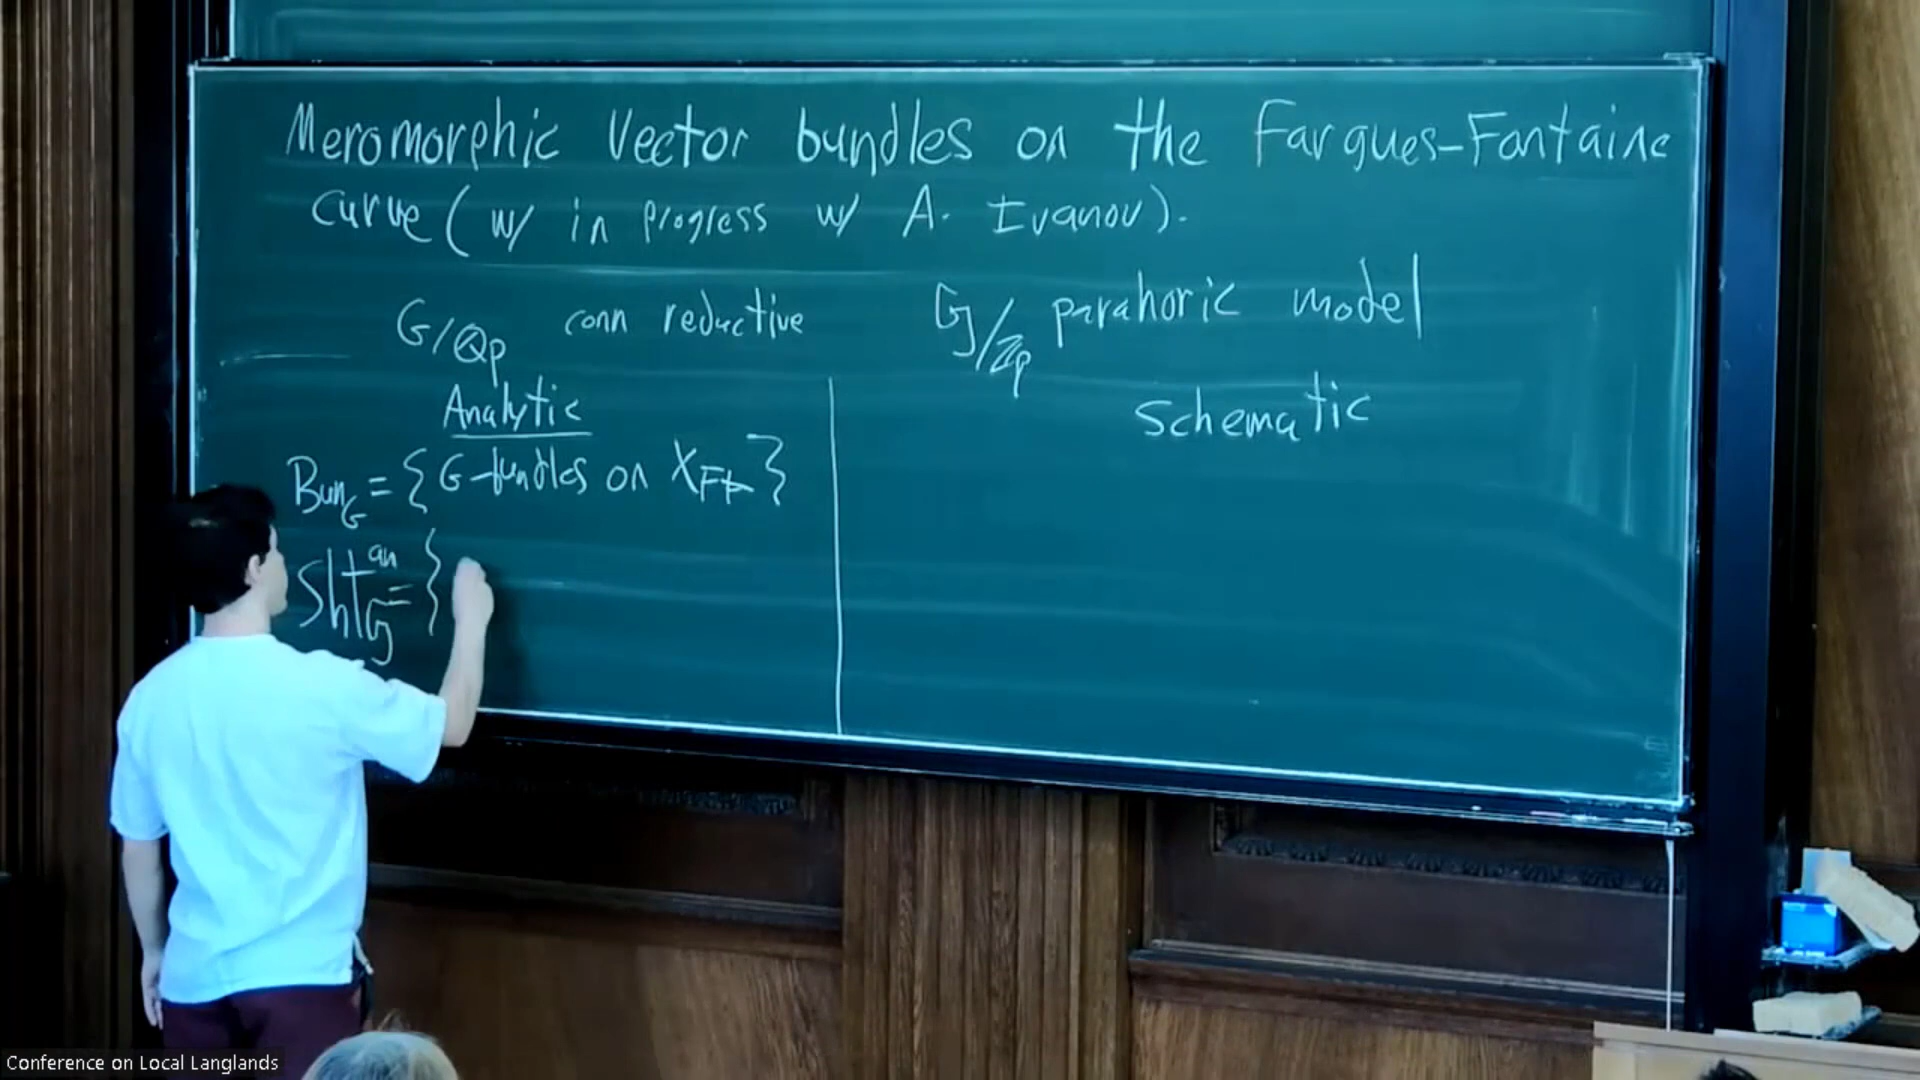 Meromorphic Vector bundles on the Fargues-Fontaine
curve (w/ in progress w/ A. Ivanov).
G/Qp conn reductive
G/Zp parahoric model
Analytic
Schematic
Bun_G = { G-bundles on X_FF }
Sht_G^an = {
Conference on Local Langlands